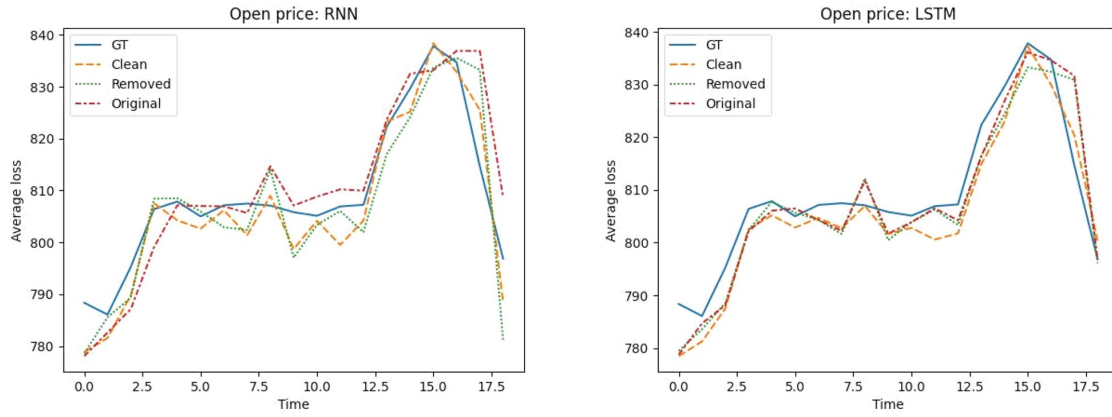 Open price: RNN
GT
Clean
Removed
Original
Average loss
840
830
820
810
800
790
780
0.0 2.5 5.0 7.5 10.0 12.5 15.0 17.5
Time
Open price: LSTM
GT
Clean
Removed
Original
Average loss
840
830
820
810
800
790
780
0.0 2.5 5.0 7.5 10.0 12.5 15.0 17.5
Time